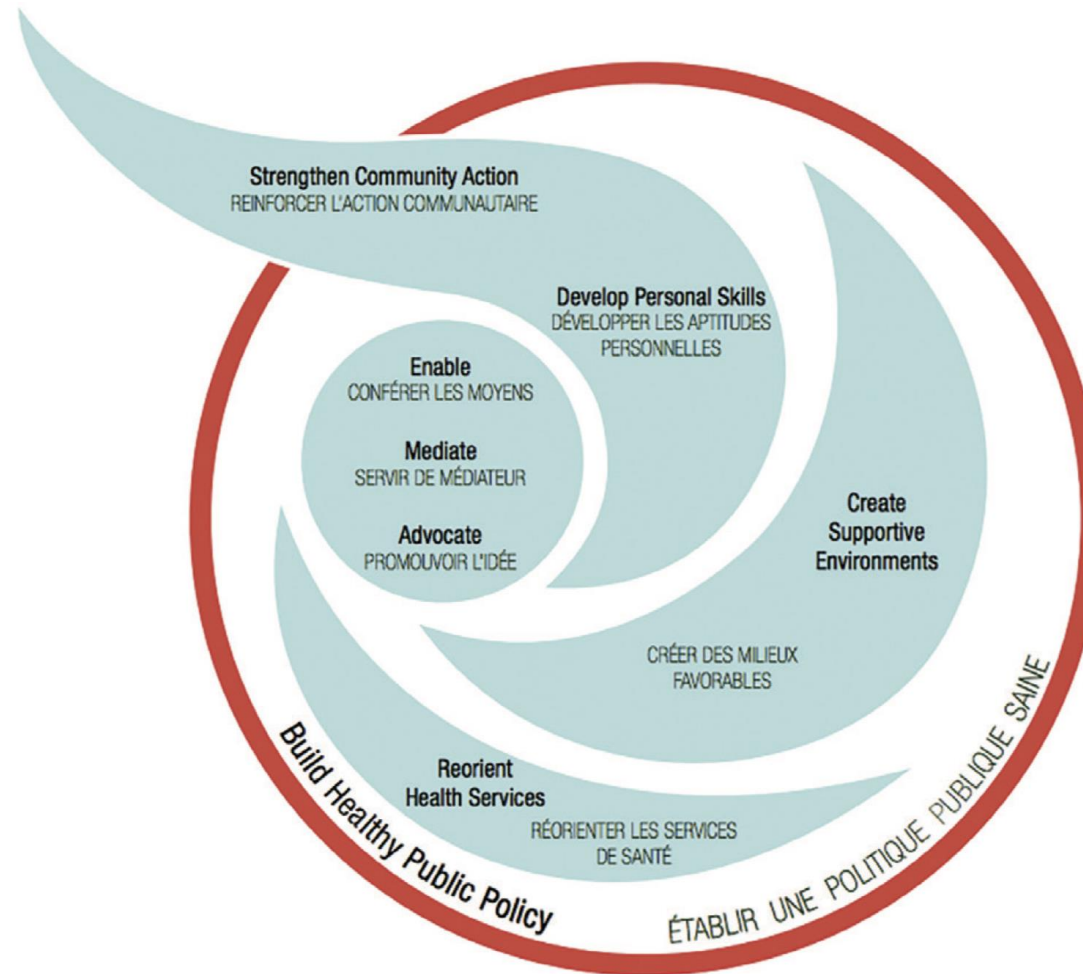 Strengthen Community Action
REINFORCER L'ACTION COMMUNAUTAIRE
Develop Personal Skills
DÉVELOPPER LES APTITUDES
PERSONNELLES
Enable
CONFÉRER LES MOYENS
Mediate
SERVIR DE MÉDIATEUR
Advocate
PROMOUVOIR L'IDÉE
Create
Supportive
Environments
CRÉER DES MILIEUX
FAVORABLES
Reorient
Health Services
RÉORIENTER LES SERVICES
DE SANTÉ
Build Healthy Public Policy
ÉTABLIR UNE POLITIQUE PUBLIQUE SAINE